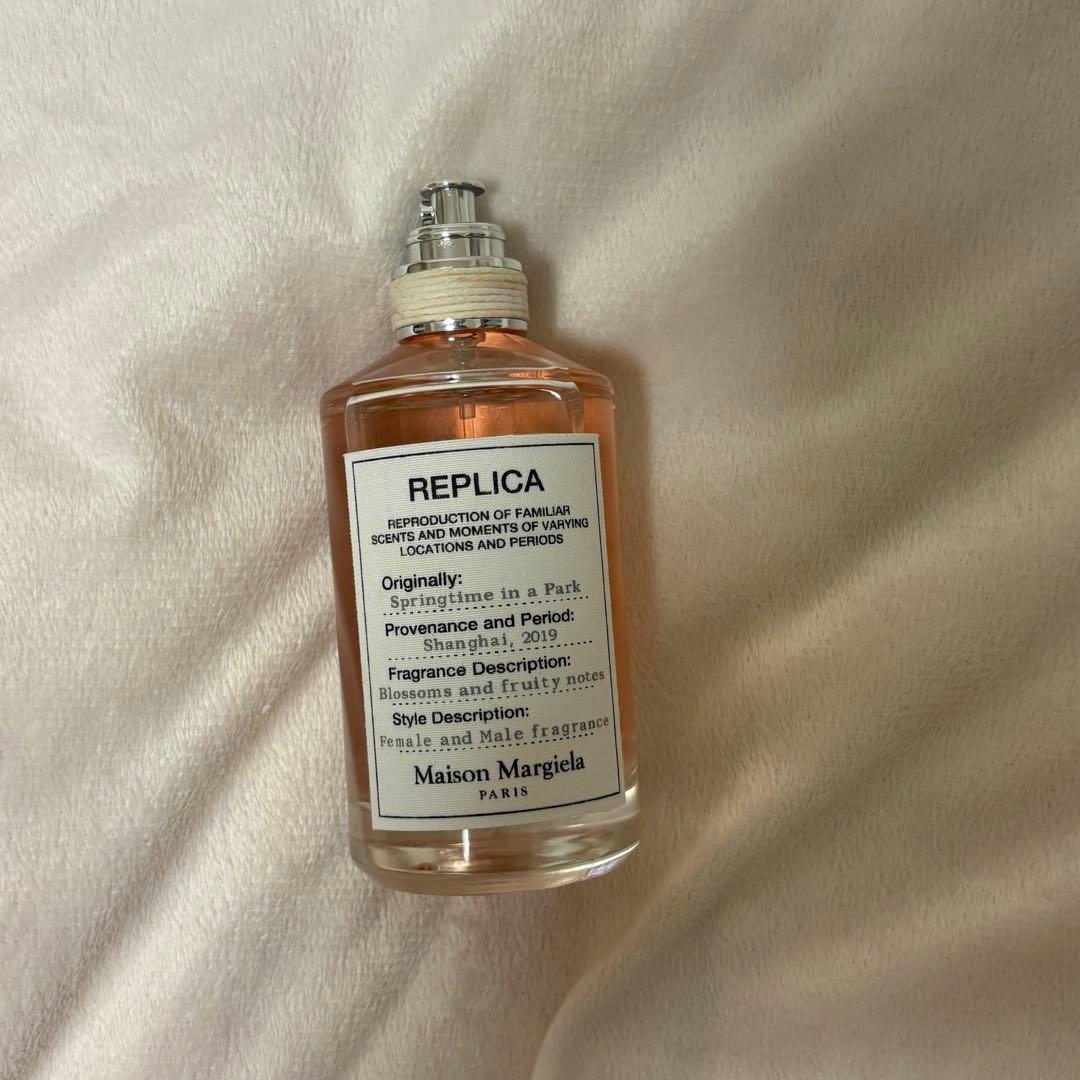 REPLICA
REPRODUCTION OF FAMILIAR
SCENTS AND MOMENTS OF VARYING
LOCATIONS AND PERIODS
Originally:
Springtime in a Park
Provenance and Period:
Shanghai, 2019
Fragrance Description:
Blossoms and fruity notes
Style Description:
Female and Male fragrance
Maison Margiela
PARIS